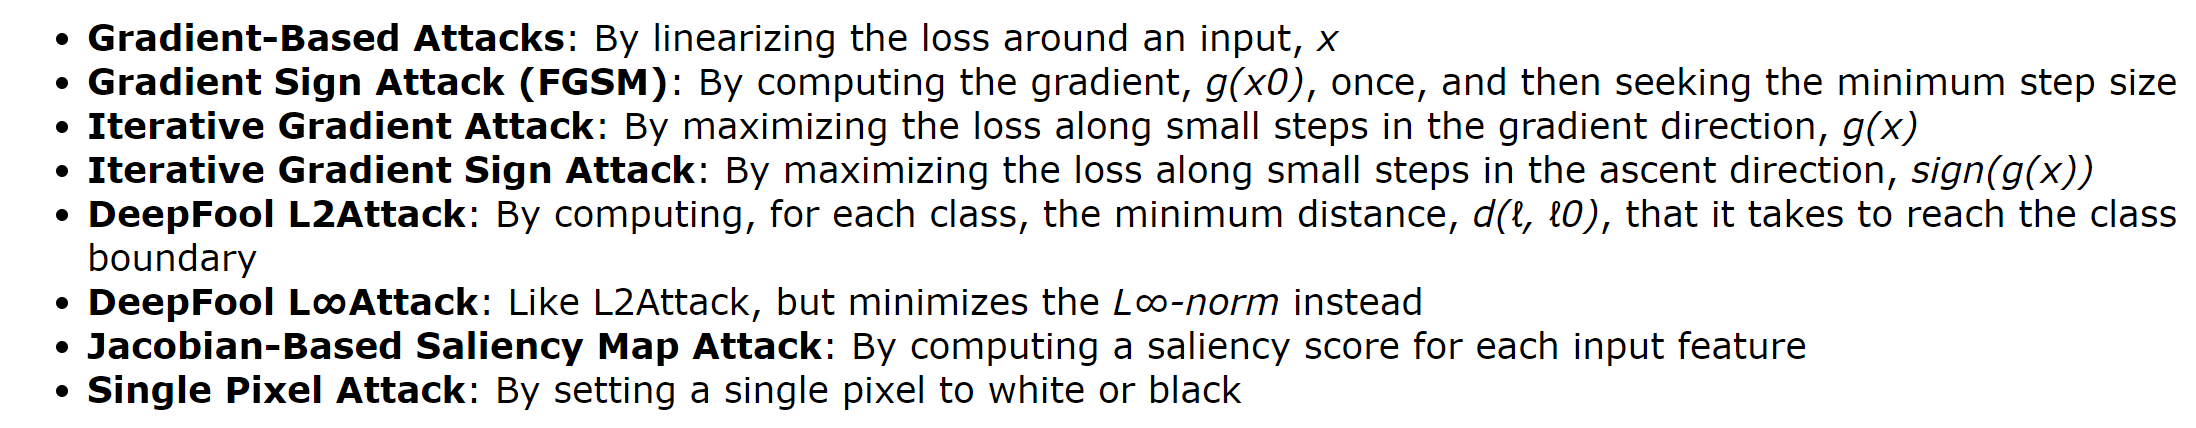 • Gradient-Based Attacks: By linearizing the loss around an input, x
• Gradient Sign Attack (FGSM): By computing the gradient, g(x0), once, and then seeking the minimum step size
• Iterative Gradient Attack: By maximizing the loss along small steps in the gradient direction, g(x)
• Iterative Gradient Sign Attack: By maximizing the loss along small steps in the ascent direction, sign(g(x))
• DeepFool L2Attack: By computing, for each class, the minimum distance, d(ℓ, ℓ0), that it takes to reach the class
boundary
• DeepFool L∞Attack: Like L2Attack, but minimizes the L∞-norm instead
• Jacobian-Based Saliency Map Attack: By computing a saliency score for each input feature
• Single Pixel Attack: By setting a single pixel to white or black